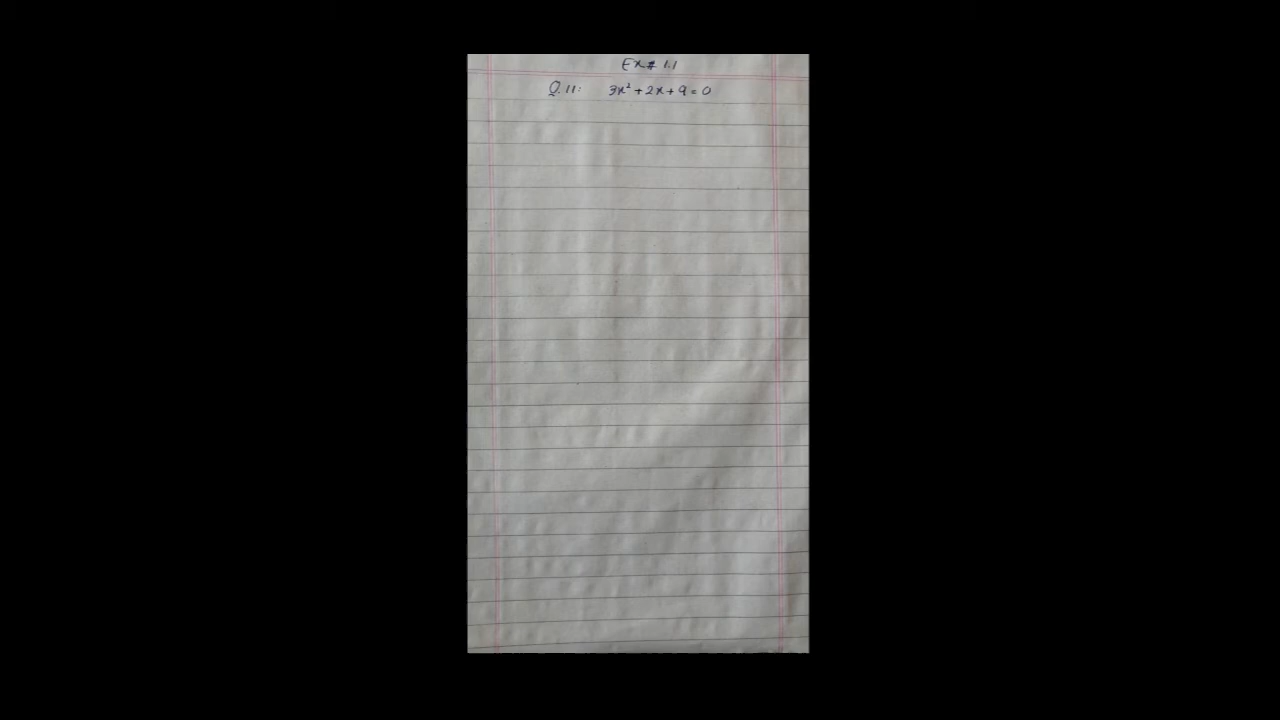 Ex # 1.1
Q.11: 3x² + 2x + 9 = 0